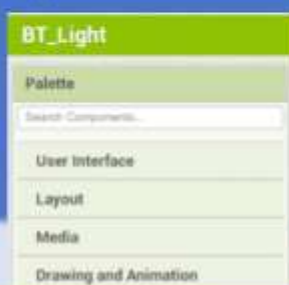 BT_Light
Palette
Search Components...
User Interface
Layout
Media
Drawing and Animation